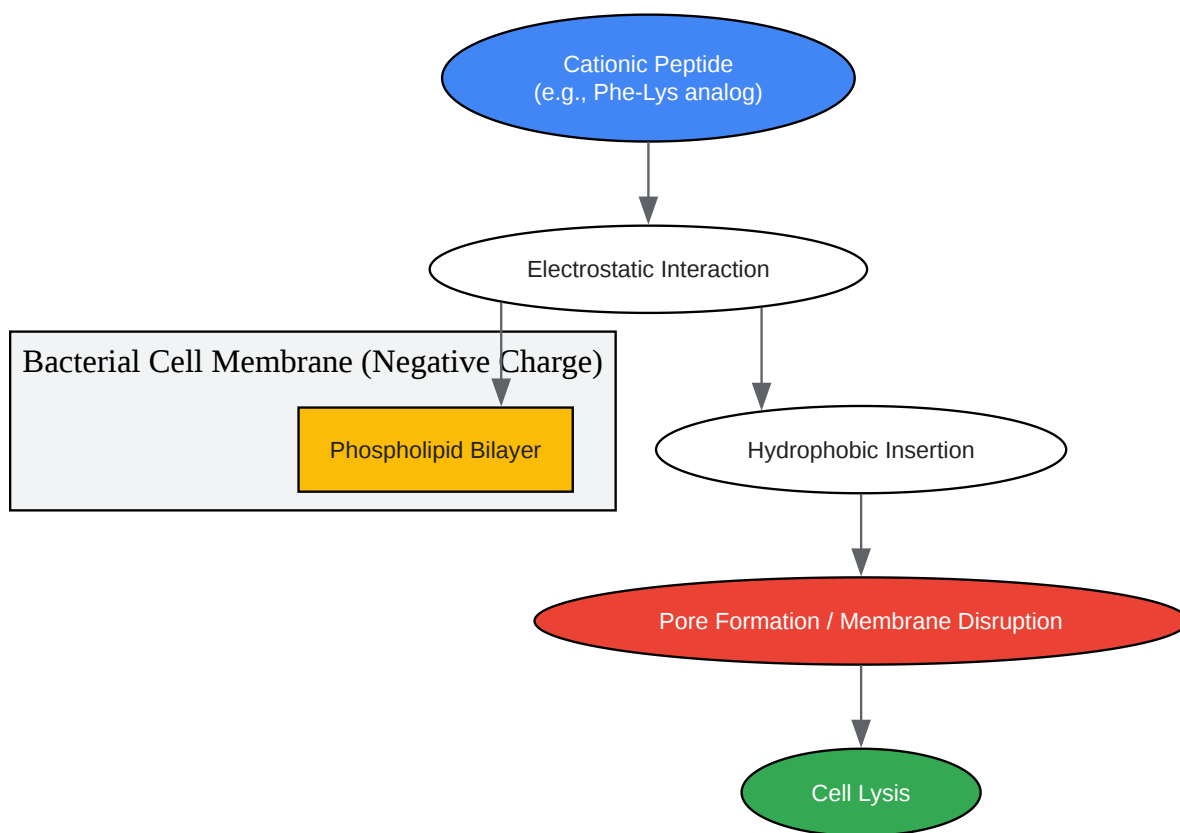 Cationic Peptide
(e.g., Phe-Lys analog)
Electrostatic Interaction
Bacterial Cell Membrane (Negative Charge)
Phospholipid Bilayer
Hydrophobic Insertion
Pore Formation / Membrane Disruption
Cell Lysis